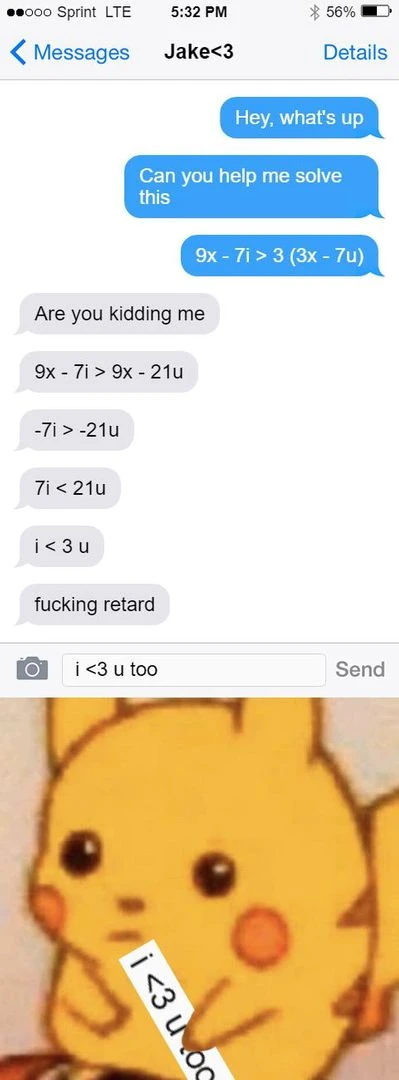 Sprint LTE 5:32 PM 56%
Messages Jake<3 Details
Hey, what's up
Can you help me solve
this
9x - 7i > 3 (3x - 7u)
Are you kidding me
9x - 7i > 9x - 21u
-7i > -21u
7i < 21u
i < 3 u
fucking retard
i <3 u too Send
i <3 u too